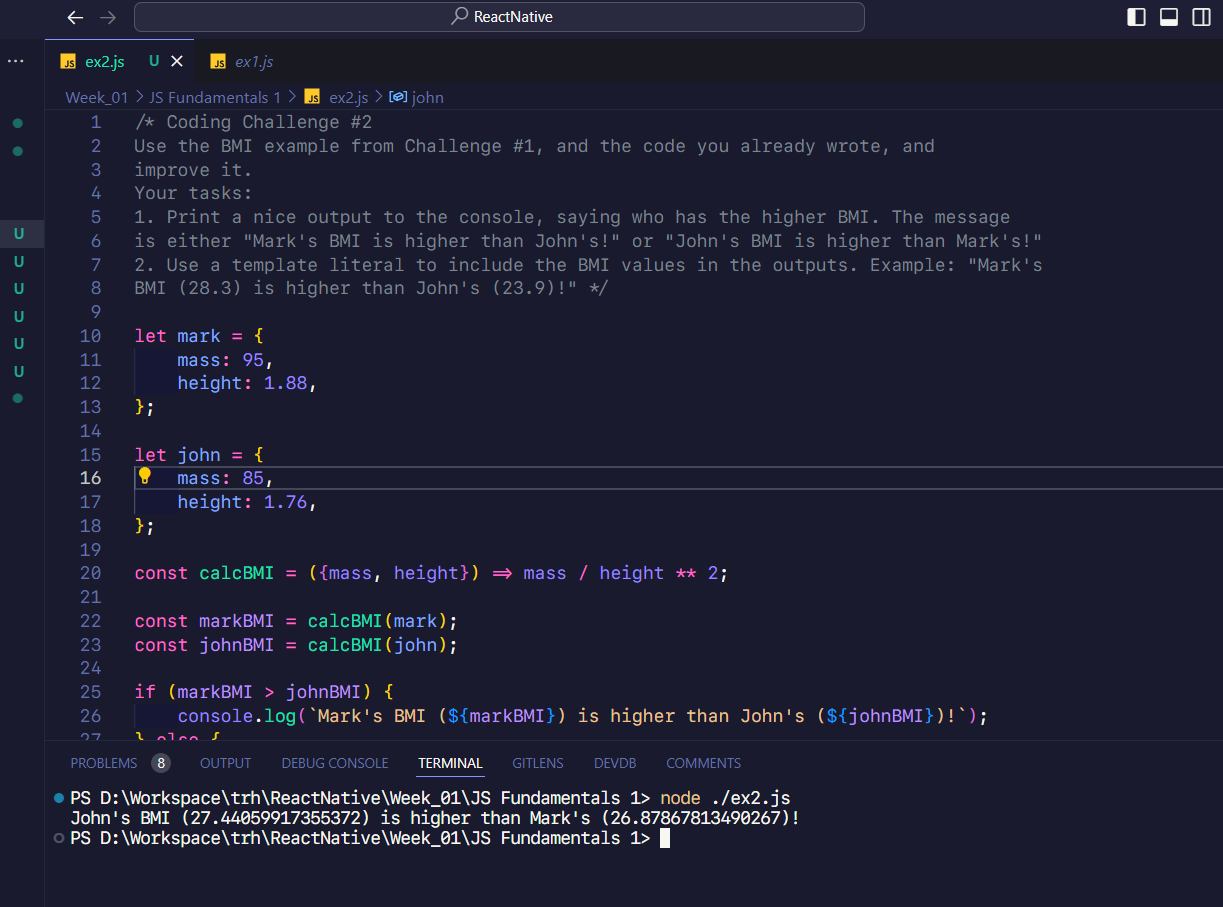 ReactNative
ex2.js U
ex1.js
Week_01 > JS Fundamentals 1 > JS ex2.js > john
1 /* Coding Challenge #2
2 Use the BMI example from Challenge #1, and the code you already wrote, and
3 improve it.
4 Your tasks:
5 1. Print a nice output to the console, saying who has the higher BMI. The message
6 is either "Mark's BMI is higher than John's!" or "John's BMI is higher than Mark's!"
7 2. Use a template literal to include the BMI values in the outputs. Example: "Mark's
8 BMI (28.3) is higher than John's (23.9)!" */
9
10 let mark = {
11     mass: 95,
12     height: 1.88,
13 };
14
15 let john = {
16     mass: 85,
17     height: 1.76,
18 };
19
20 const calcBMI = ({mass, height}) => mass / height ** 2;
21
22 const markBMI = calcBMI(mark);
23 const johnBMI = calcBMI(john);
24
25 if (markBMI > johnBMI) {
26     console.log(`Mark's BMI (${markBMI}) is higher than John's (${johnBMI})!`);
27 } else {
U
U
U
U
U
U
PROBLEMS 8 OUTPUT DEBUG CONSOLE TERMINAL GITLENS DEVDB COMMENTS
PS D:\Workspace\trh\ReactNative\Week_01\JS Fundamentals 1> node ./ex2.js
John's BMI (27.44059917355372) is higher than Mark's (26.87867813490267)!
PS D:\Workspace\trh\ReactNative\Week_01\JS Fundamentals 1>